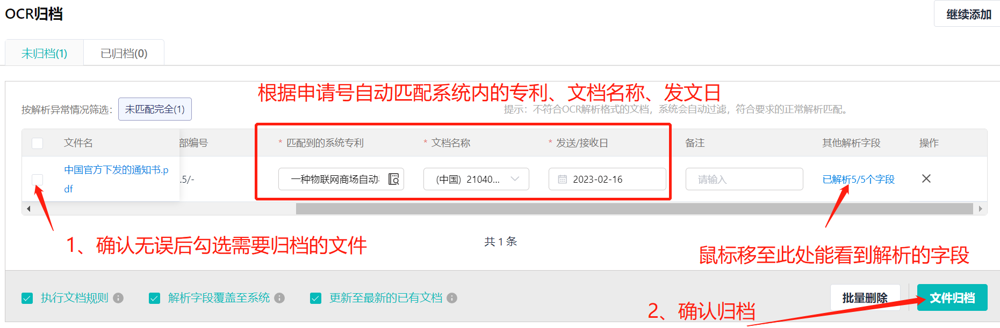 OCR归档
继续添加
未归档(1)
已归档(0)
根据申请号自动匹配系统内的专利、文档名称、发文日
按解析异常情况筛选:
未匹配完全(1)
提示：不符合OCR解析格式的文档，系统会自动过滤，符合要求的正常解析匹配。
文件名
部编号
* 匹配到的系统专利
* 文档名称
* 发送/接收日
备注
其他解析字段
操作
中国官方下发的通知书.p
df
.5/-
一种物联网商场自动
(中国) 21040...
2023-02-16
请输入
已解析5/5个字段
1、确认无误后勾选需要归档的文件
共 1 条
鼠标移至此处能看到解析的字段
执行文档规则
解析字段覆盖至系统
更新至最新的已有文档
批量删除
文件归档
2、确认归档